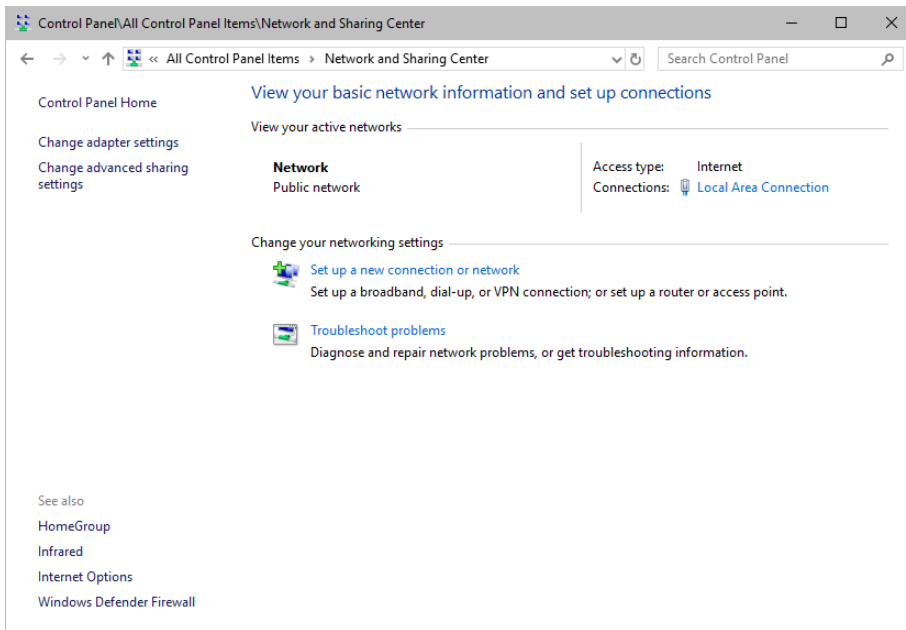 Control Panel\All Control Panel Items\Network and Sharing Center
« All Control Panel Items > Network and Sharing Center
Search Control Panel
Control Panel Home
Change adapter settings
Change advanced sharing
settings
View your basic network information and set up connections
View your active networks
Network
Public network
Access type: Internet
Connections: Local Area Connection
Change your networking settings
Set up a new connection or network
Set up a broadband, dial-up, or VPN connection; or set up a router or access point.
Troubleshoot problems
Diagnose and repair network problems, or get troubleshooting information.
See also
HomeGroup
Infrared
Internet Options
Windows Defender Firewall